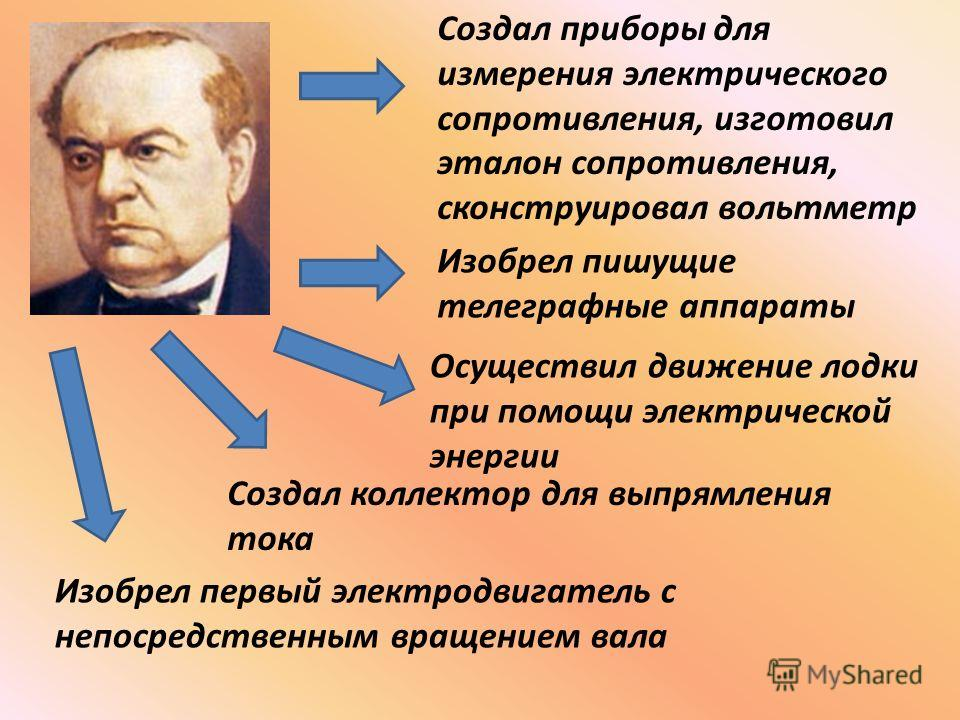 Создал приборы для
измерения электрического
сопротивления, изготовил
эталон сопротивления,
сконструировал вольтметр
Изобрел пишущие
телеграфные аппараты
Осуществил движение лодки
при помощи электрической
энергии
Создал коллектор для выпрямления
тока
Изобрел первый электродвигатель с
непосредственным вращением вала
MyShared